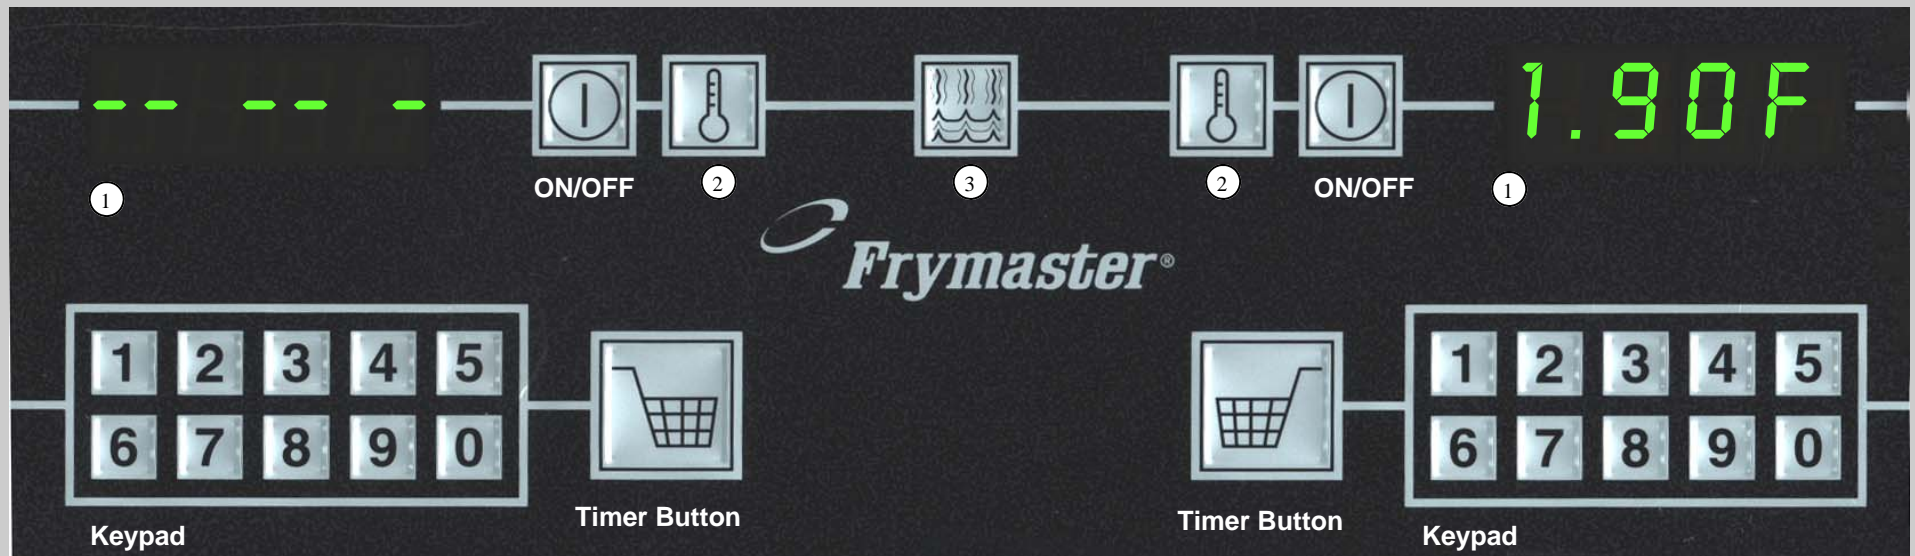 -- -- -
1.90F
1
ON/OFF
2
3
2
ON/OFF
1
Frymaster®
1 2 3 4 5
6 7 8 9 0
Keypad
Timer Button
Timer Button
1 2 3 4 5
6 7 8 9 0
Keypad